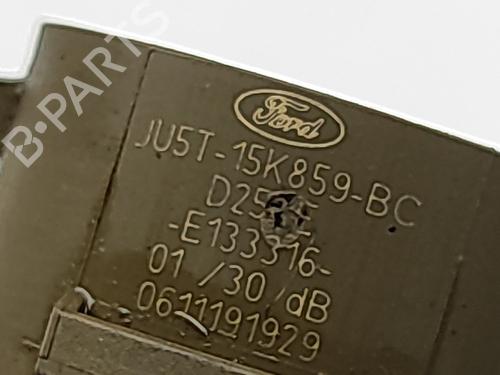 B-PARTS
Ford
JU5T-15K859-BC
-E133316-
01 /30 /dB
0611191929